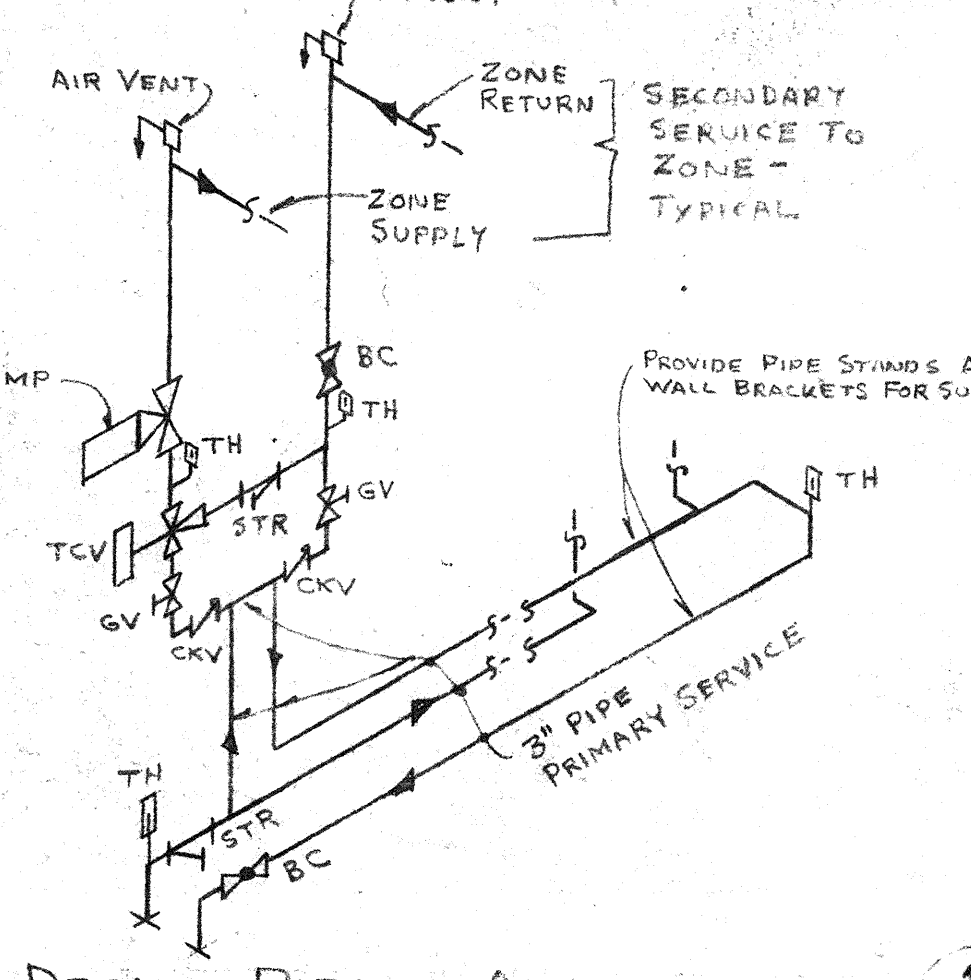 AIR VENT
ZONE
RETURN
SECONDARY
SERVICE TO
ZONE -
TYPICAL
ZONE
SUPPLY
BC
PROVIDE PIPE STANDS
WALL BRACKETS FOR
MP
TH
TH
TH
GV
STR
TCV
CKV
GV
CKV
3" PIPE
PRIMARY SERVICE
TH
STR
BC